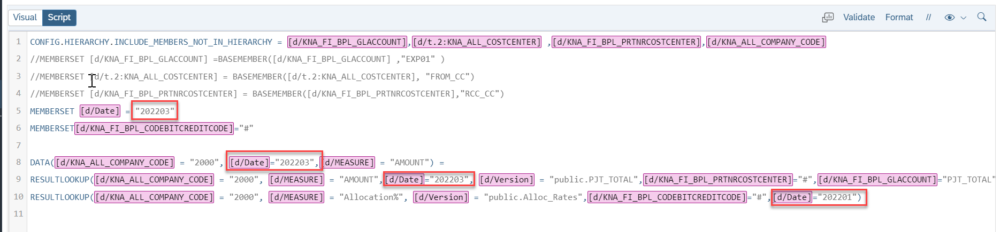 Visual Script Validate Format //
1 CONFIG.HIERARCHY.INCLUDE_MEMBERS_NOT_IN_HIERARCHY = [d/KNA_FI_BPL_GLACCOUNT],[d/t.2:KNA_ALL_COSTCENTER] ,[d/KNA_FI_BPL_PRTNRCOSTCENTER],[d/KNA_ALL_COMPANY_CODE]
2 //MEMBERSET [d/KNA_FI_BPL_GLACCOUNT] =BASEMEMBER([d/KNA_FI_BPL_GLACCOUNT] ,"EXP01" )
3 //MEMBERSET [d/t.2:KNA_ALL_COSTCENTER] = BASEMEMBER([d/t.2:KNA_ALL_COSTCENTER], "FROM_CC")
4 //MEMBERSET [d/KNA_FI_BPL_PRTNRCOSTCENTER] = BASEMEMBER([d/KNA_FI_BPL_PRTNRCOSTCENTER],"RCC_CC")
5 MEMBERSET [d/Date] = "202203"
6 MEMBERSET[d/KNA_FI_BPL_CODEBITCREDITCODE]="#"
7
8 DATA([d/KNA_ALL_COMPANY_CODE] = "2000", [d/Date]="202203",[d/MEASURE] = "AMOUNT") =
9 RESULTLOOKUP([d/KNA_ALL_COMPANY_CODE] = "2000", [d/MEASURE] = "AMOUNT",[d/Date]="202203", [d/Version] = "public.PJT_TOTAL",[d/KNA_FI_BPL_PRTNRCOSTCENTER]="#",[d/KNA_FI_BPL_GLACCOUNT]="PJT_TOTAL"
10 RESULTLOOKUP([d/KNA_ALL_COMPANY_CODE] = "2000", [d/MEASURE] = "Allocation%", [d/Version] = "public.Alloc_Rates",[d/KNA_FI_BPL_CODEBITCREDITCODE]="#",[d/Date]="202201")
11